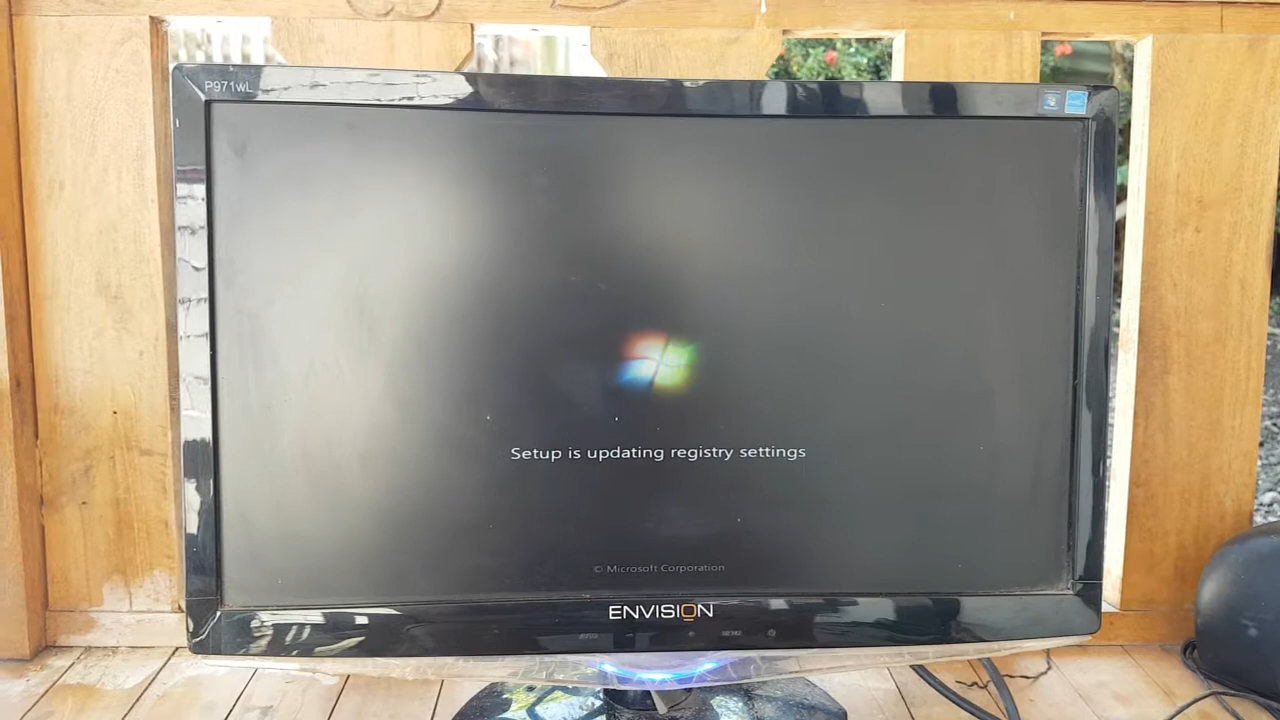 P971wL
Setup is updating registry settings
© Microsoft Corporation
ENVISION